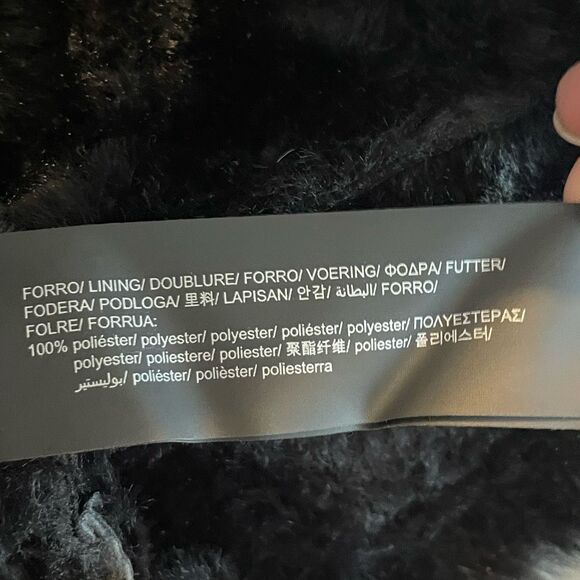 FORRO/ LINING/ DOUBLURE/ FORRO/ VOERING/ ΦΟΔΡΑ/ FUTTER/
FODERA/ PODLOGA/ 里料/ LAPISAN/ 안감/ البطانة/ FORRO/
FOLRE/ FORRUA:
100% poliéster/ polyester/ polyester/ poliéster/ polyester/ ΠΟΛΥΕΣΤΕΡΑΣ/
polyester/ poliestere/ poliester/ 聚酯纤维/ poliester/ 폴리에스터/
بوليستير/ poliéster/ polièster/ poliesterra